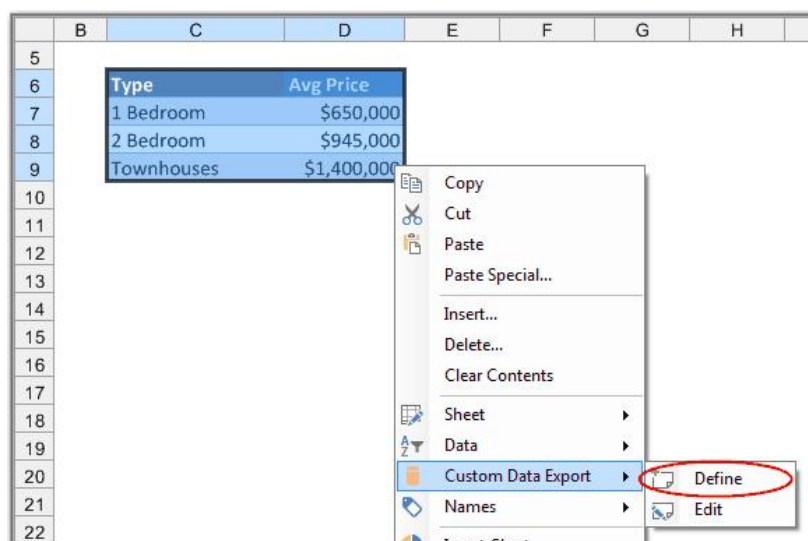 B C D E F G H
5
6 Type Avg Price
7 1 Bedroom $650,000
8 2 Bedroom $945,000
9 Townhouses $1,400,000
10 Copy
11 Cut
12 Paste
13 Paste Special...
14 Insert...
15 Delete...
16 Clear Contents
17
18 Sheet
19 Data
20 Custom Data Export Define
21 Names Edit
22